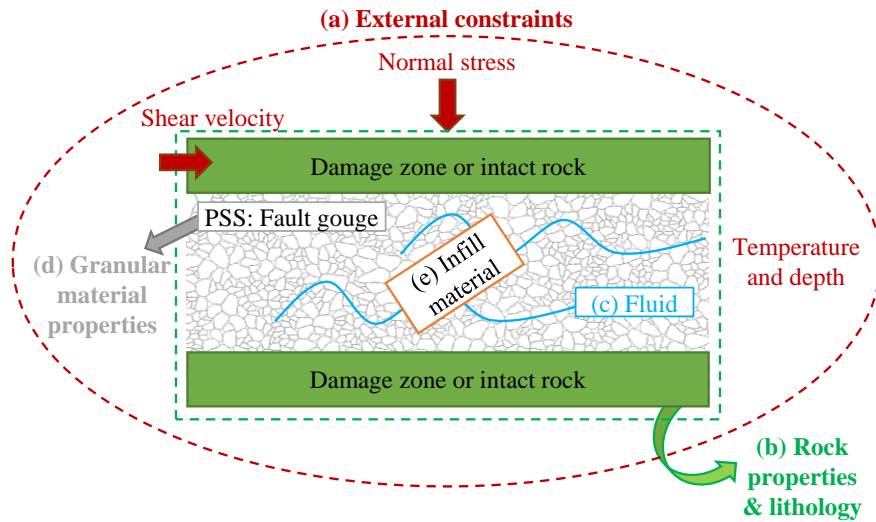 (a) External constraints
Normal stress
Shear velocity
Damage zone or intact rock
PSS: Fault gouge
(d) Granular
material
properties
(e) Infill
material
(c) Fluid
Temperature
and depth
Damage zone or intact rock
(b) Rock
properties
& lithology